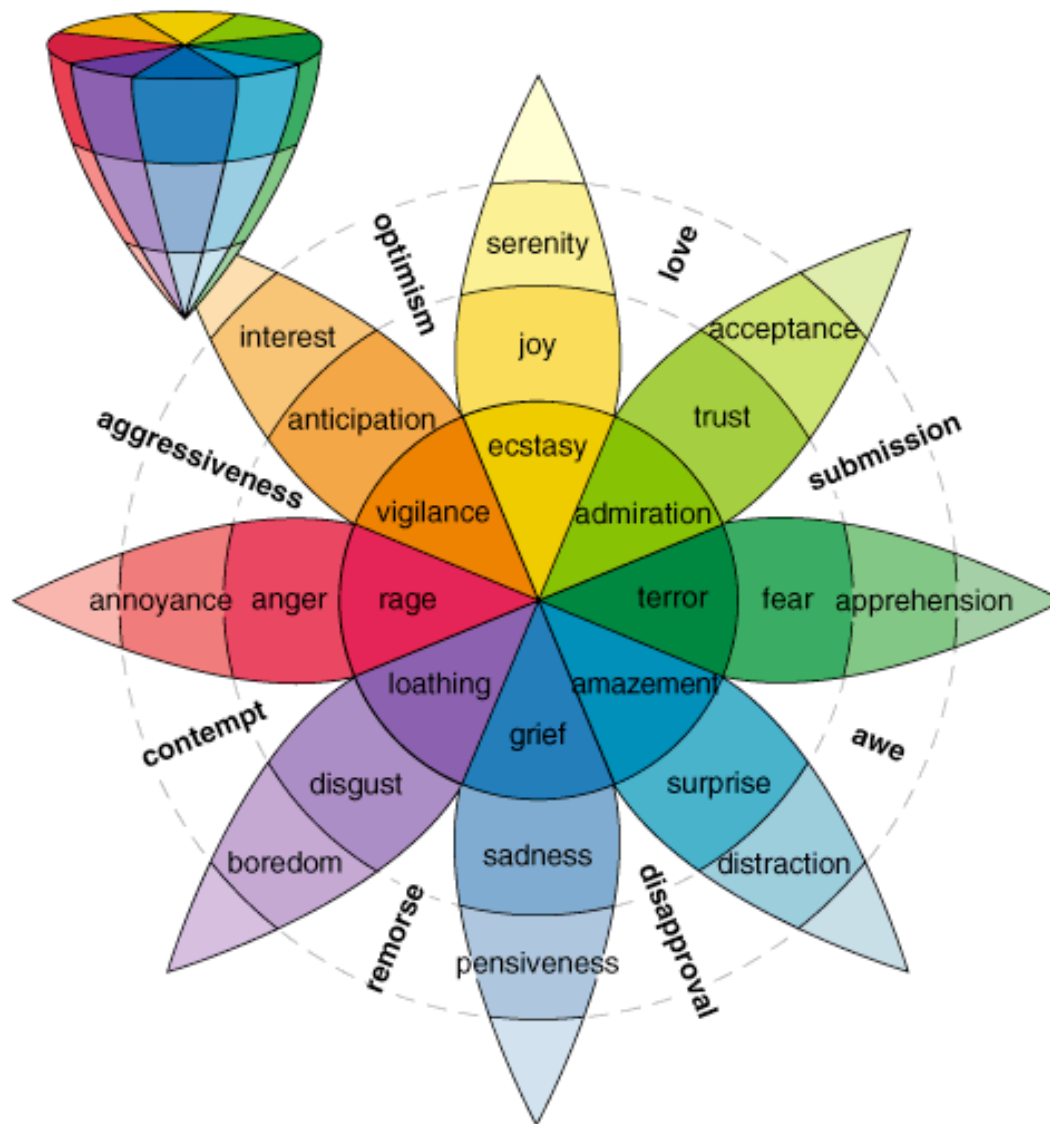 optimism
love
serenity
interest
acceptance
joy
anticipation
trust
aggressiveness
submission
ecstasy
vigilance
admiration
annoyance
anger
rage
terror
fear
apprehension
loathing
amazement
contempt
grief
awe
disgust
surprise
boredom
sadness
distraction
remorse
disapproval
pensiveness